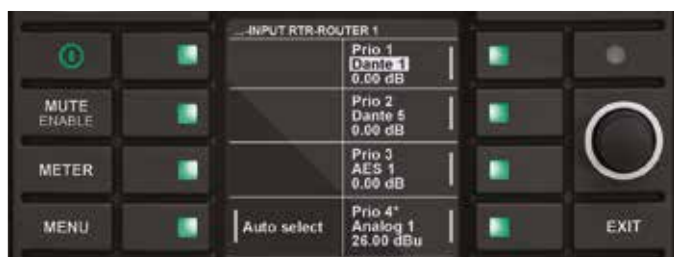 ...-INPUT RTR-ROUTER 1
Prio 1
Dante 1
0.00 dB
MUTE
ENABLE
Prio 2
Dante 5
0.00 dB
METER
Prio 3
AES 1
0.00 dB
MENU
Auto select
Prio 4*
Analog 1
26.00 dBu
EXIT